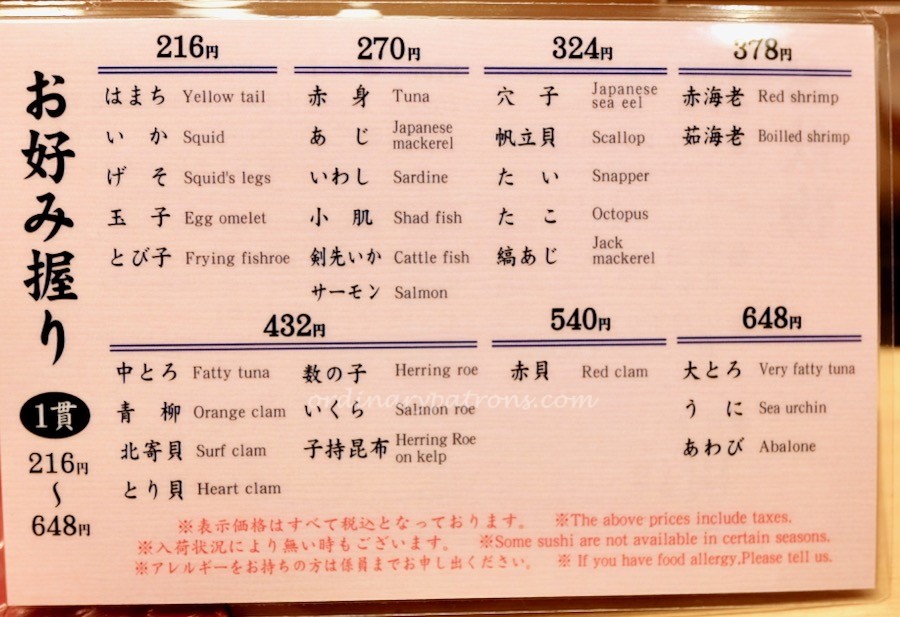 お好み握り
1貫
216円
〜
648円
216円
はまち Yellow tail
いか Squid
げそ Squid's legs
玉子 Egg omelet
とび子 Frying fishroe
270円
赤身 Tuna
あじ Japanese mackerel
いわし Sardine
小肌 Shad fish
剣先いか Cattle fish
サーモン Salmon
324円
穴子 Japanese sea eel
帆立貝 Scallop
たい Snapper
たこ Octopus
縞あじ Jack mackerel
378円
赤海老 Red shrimp
茹海老 Boilled shrimp
432円
中とろ Fatty tuna
青柳 Orange clam
北寄貝 Surf clam
とり貝 Heart clam
数の子 Herring roe
いくら Salmon roe
子持昆布 Herring Roe on kelp
540円
赤貝 Red clam
648円
大とろ Very fatty tuna
うに Sea urchin
あわび Abalone
ordinarypatrons.com
※表示価格はすべて税込となっております。 ※The above prices include taxes.
※入荷状況により無い時もございます。 ※Some sushi are not available in certain seasons.
※アレルギーをお持ちの方は係員までお申し出ください。 ※ If you have food allergy,Please tell us.